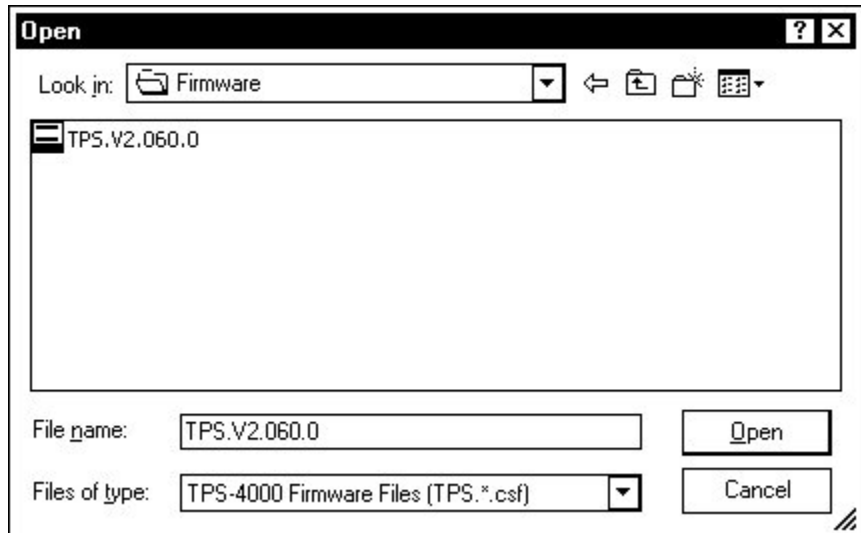 Open
Look in: Firmware
TPS.V2.060.0
File name: TPS.V2.060.0 Open
Files of type: TPS-4000 Firmware Files (TPS.*.csf) Cancel